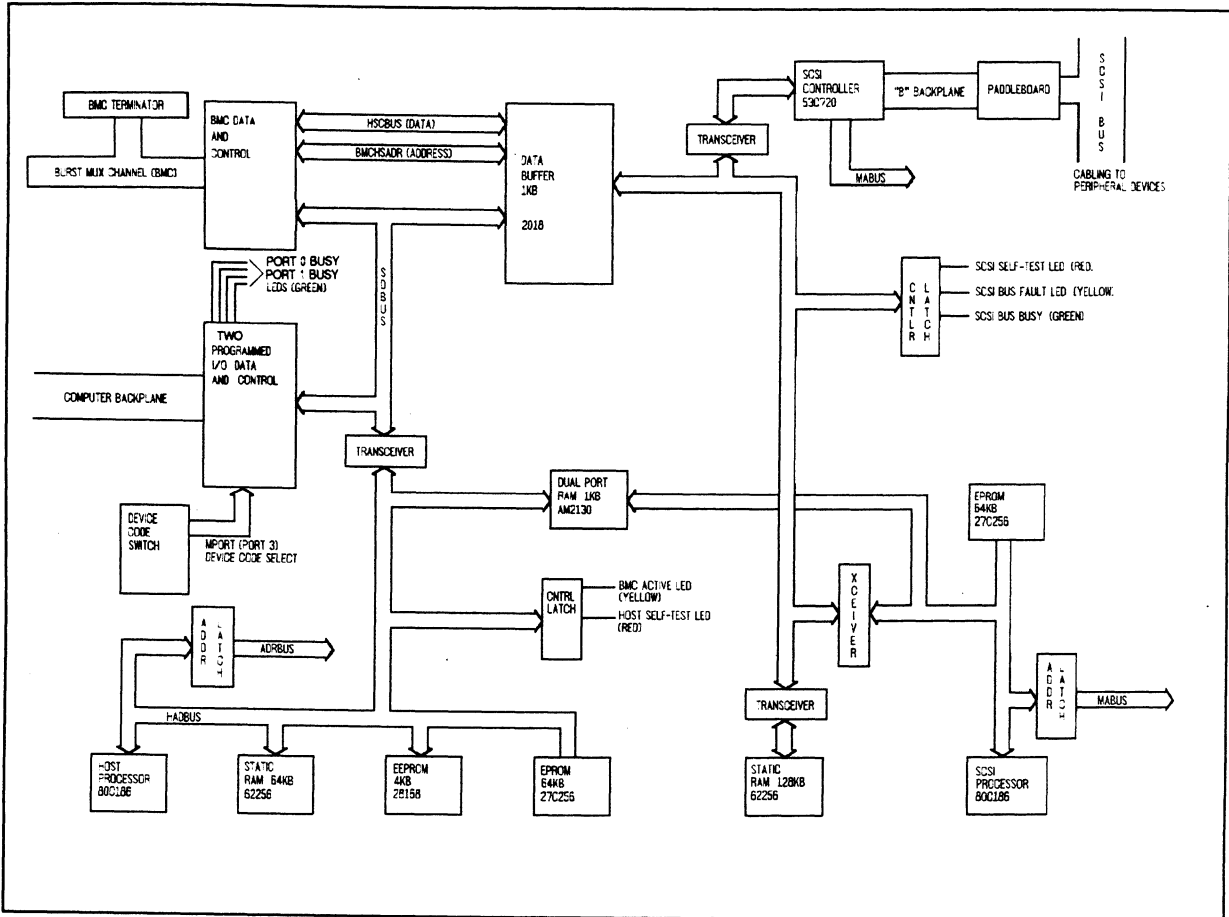 BMC TERMINATOR
BMC DATA
AND
CONTROL
BURST MUX CHANNEL (BMC)
HSCBUS (DATA)
BMCHSADR (ADDRESS)
DATA
BUFFER
1KB
2018
TRANSCEIVER
SCSI
CONTROLLER
53C720
"B" BACKPLANE
PADDLEBOARD
SCSI BUS
MABUS
CABLING TO
PERIPHERAL DEVICES
PORT 0 BUSY
PORT 1 BUSY
LEDS (GREEN)
SDBUS
CNTLR
LATCH
SCSI SELF-TEST LED (RED.
SCSI BUS FAULT LED (YELLOW.
SCSI BUS BUSY (GREEN)
TWO
PROGRAMMED
I/O DATA
AND CONTROL
COMPUTER BACKPLANE
TRANSCEIVER
DEVICE
CODE
SWITCH
MPORT (PORT 3)
DEVICE CODE SELECT
DUAL PORT
RAM 1KB
AM2130
EPROM
64KB
27C256
CNTRL
LATCH
BMC ACTIVE LED
(YELLOW)
HOST SELF-TEST LED
(RED)
XCEIVER
ADDR
LATCH
ADRBUS
ADDR
LATCH
MABUS
HADBUS
TRANSCEIVER
HOST
PROCESSOR
80C186
STATIC
RAM 64KB
62256
EEPROM
4KB
28168
EPROM
64KB
27C256
STATIC
RAM 128KB
62256
SCSI
PROCESSOR
80C186